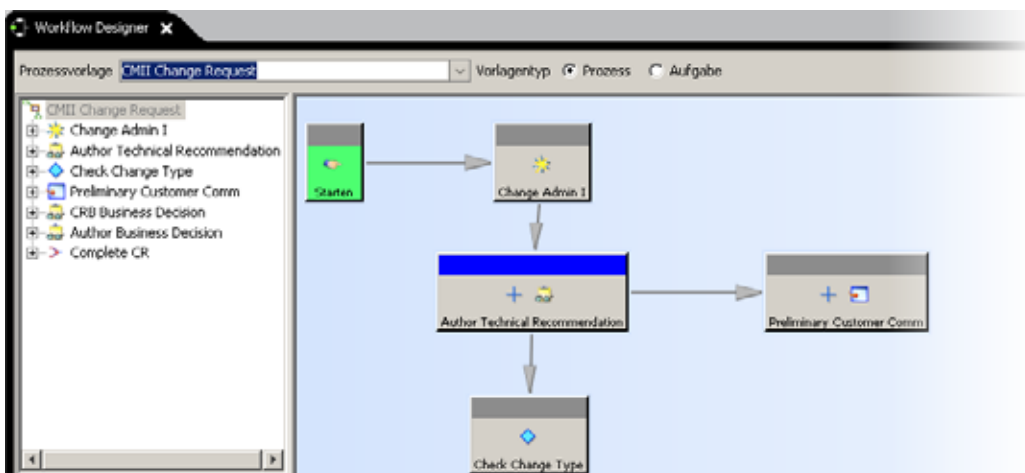 Workflow Designer
Prozessvorlage CMII Change Request Vorlagentyp Prozess Aufgabe
CMII Change Request
Change Admin I
Author Technical Recommendation
Check Change Type
Preliminary Customer Comm
CRB Business Decision
Author Business Decision
Complete CR
Starten
Change Admin I
Author Technical Recommendation
Preliminary Customer Comm
Check Change Type